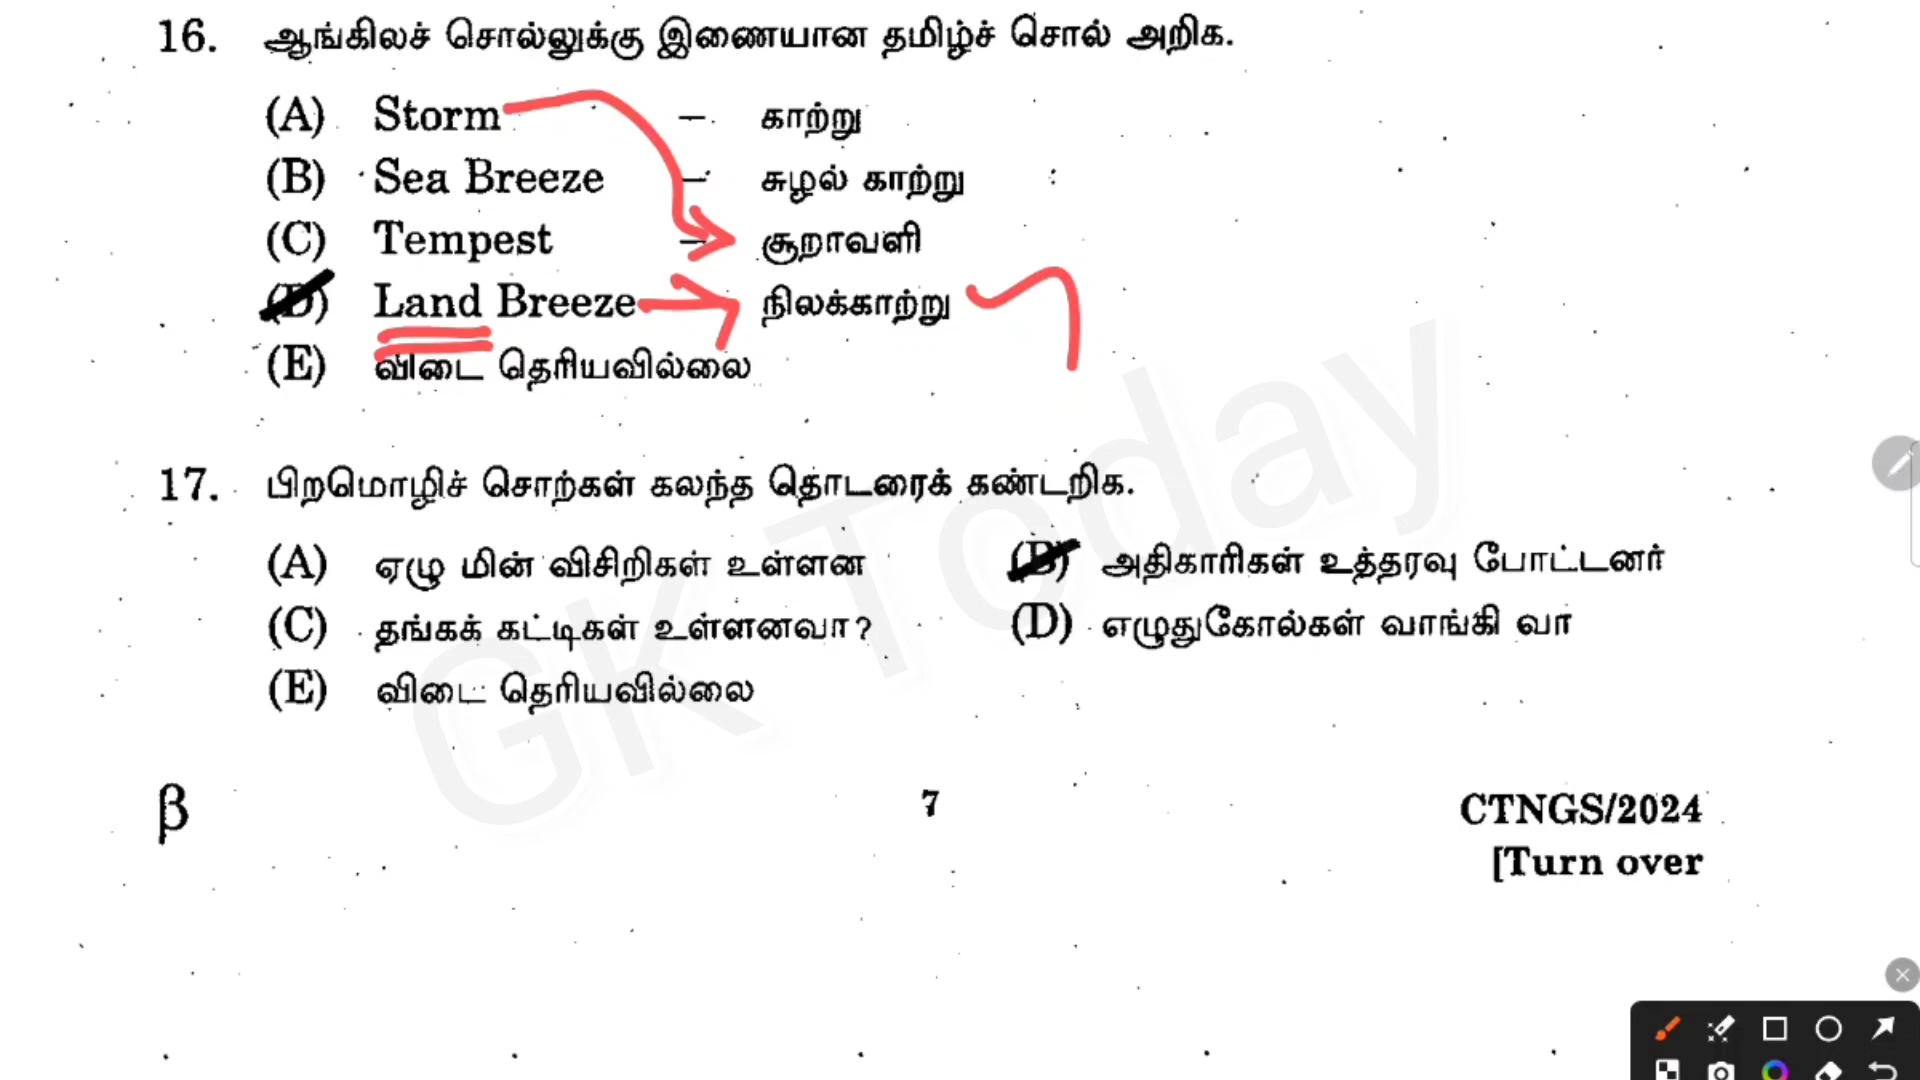 16. ஆங்கிலச் சொல்லுக்கு இணையான தமிழ்ச் சொல் அறிக.
(A) Storm – காற்று
(B) Sea Breeze – சுழல் காற்று
(C) Tempest – சூறாவளி
(D) Land Breeze நிலக்காற்று
(E) விடை தெரியவில்லை
17. பிறமொழிச் சொற்கள் கலந்த தொடரைக் கண்டறிக.
(A) ஏழு மின் விசிறிகள் உள்ளன (B) அதிகாரிகள் உத்தரவு போட்டனர்
(C) தங்கக் கட்டிகள் உள்ளனவா? (D) எழுதுகோல்கள் வாங்கி வா
(E) விடை தெரியவில்லை
GK Today
β 7 CTNGS/2024
[Turn over